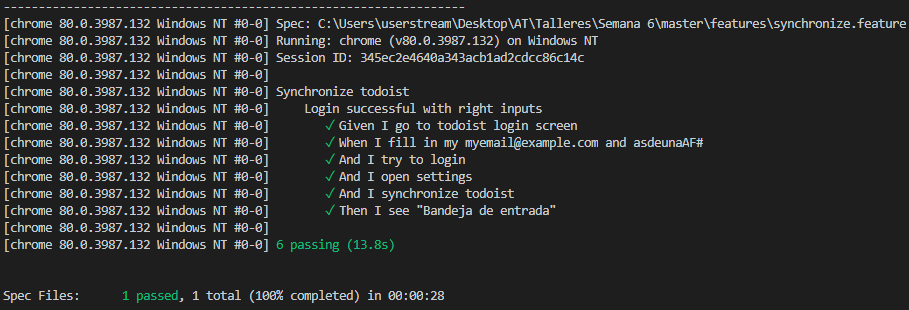 ------------------------------------------------------------------
[chrome 80.0.3987.132 Windows NT #0-0] Spec: C:\Users\userstream\Desktop\AT\Talleres\Semana 6\master\features\synchronize.feature
[chrome 80.0.3987.132 Windows NT #0-0] Running: chrome (v80.0.3987.132) on Windows NT
[chrome 80.0.3987.132 Windows NT #0-0] Session ID: 345ec2e4640a343acb1ad2cdcc86c14c
[chrome 80.0.3987.132 Windows NT #0-0]
[chrome 80.0.3987.132 Windows NT #0-0] Synchronize todoist
[chrome 80.0.3987.132 Windows NT #0-0]     Login successful with right inputs
[chrome 80.0.3987.132 Windows NT #0-0]        ✓ Given I go to todoist login screen
[chrome 80.0.3987.132 Windows NT #0-0]        ✓ When I fill in my myemail@example.com and asdeunaAF#
[chrome 80.0.3987.132 Windows NT #0-0]        ✓ And I try to login
[chrome 80.0.3987.132 Windows NT #0-0]        ✓ And I open settings
[chrome 80.0.3987.132 Windows NT #0-0]        ✓ And I synchronize todoist
[chrome 80.0.3987.132 Windows NT #0-0]        ✓ Then I see "Bandeja de entrada"
[chrome 80.0.3987.132 Windows NT #0-0]
[chrome 80.0.3987.132 Windows NT #0-0] 6 passing (13.8s)
Spec Files:      1 passed, 1 total (100% completed) in 00:00:28